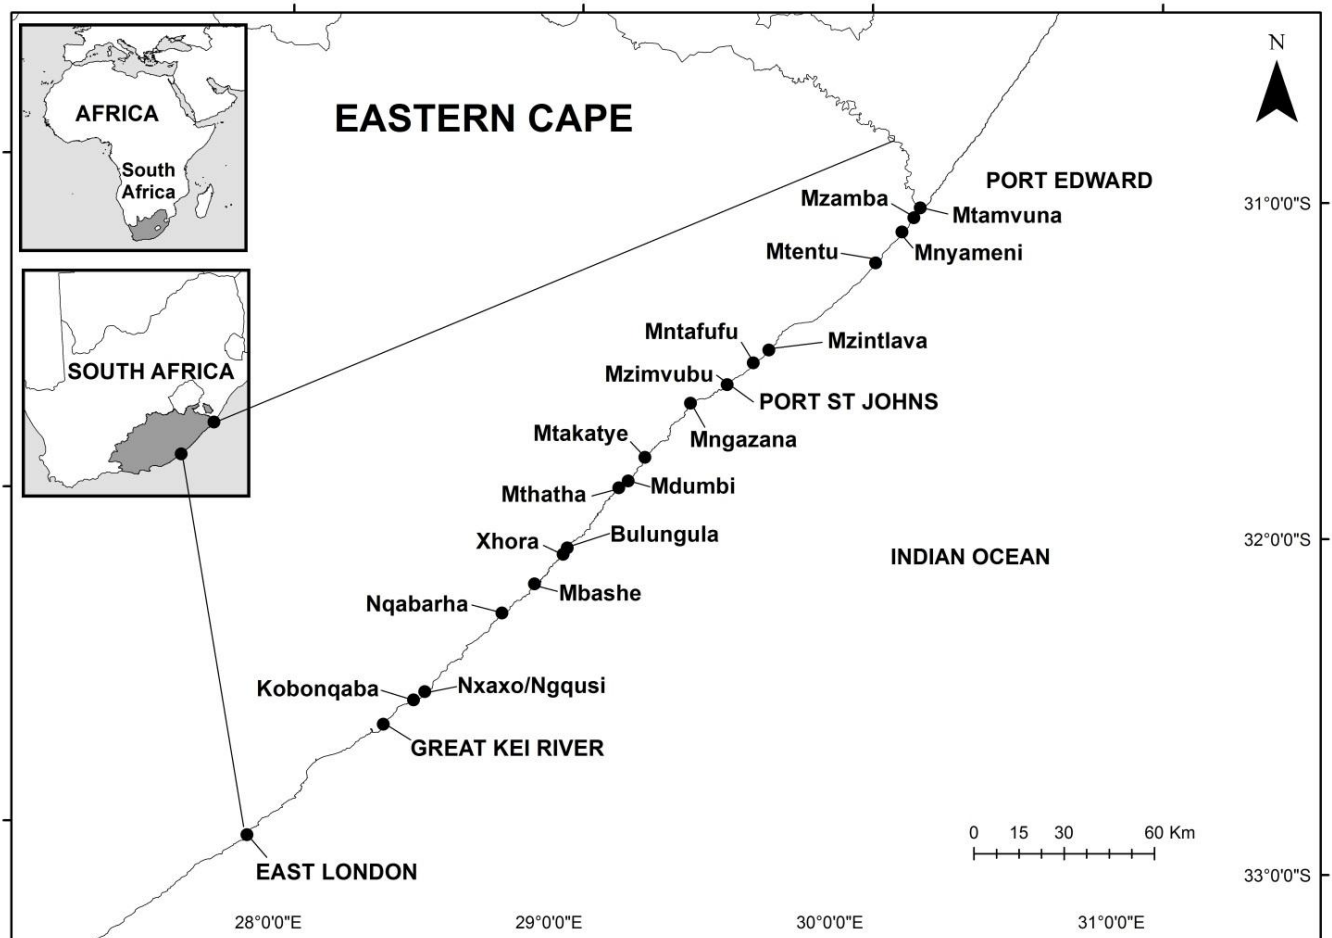 N
AFRICA
South
Africa
EASTERN CAPE
PORT EDWARD
Mzamba
Mtamvuna
31°0'0"S
Mtentu
Mnyameni
Mntafufu
Mzintlava
SOUTH AFRICA
Mzimvubu
PORT ST JOHNS
Mtakatye
Mngazana
Mthatha
Mdumbi
Xhora
Bulungula
32°0'0"S
INDIAN OCEAN
Nqabarha
Mbashe
Kobonqaba
Nxaxo/Ngqusi
GREAT KEI RIVER
0 15 30 60 Km
EAST LONDON
33°0'0"S
28°0'0"E 29°0'0"E 30°0'0"E 31°0'0"E